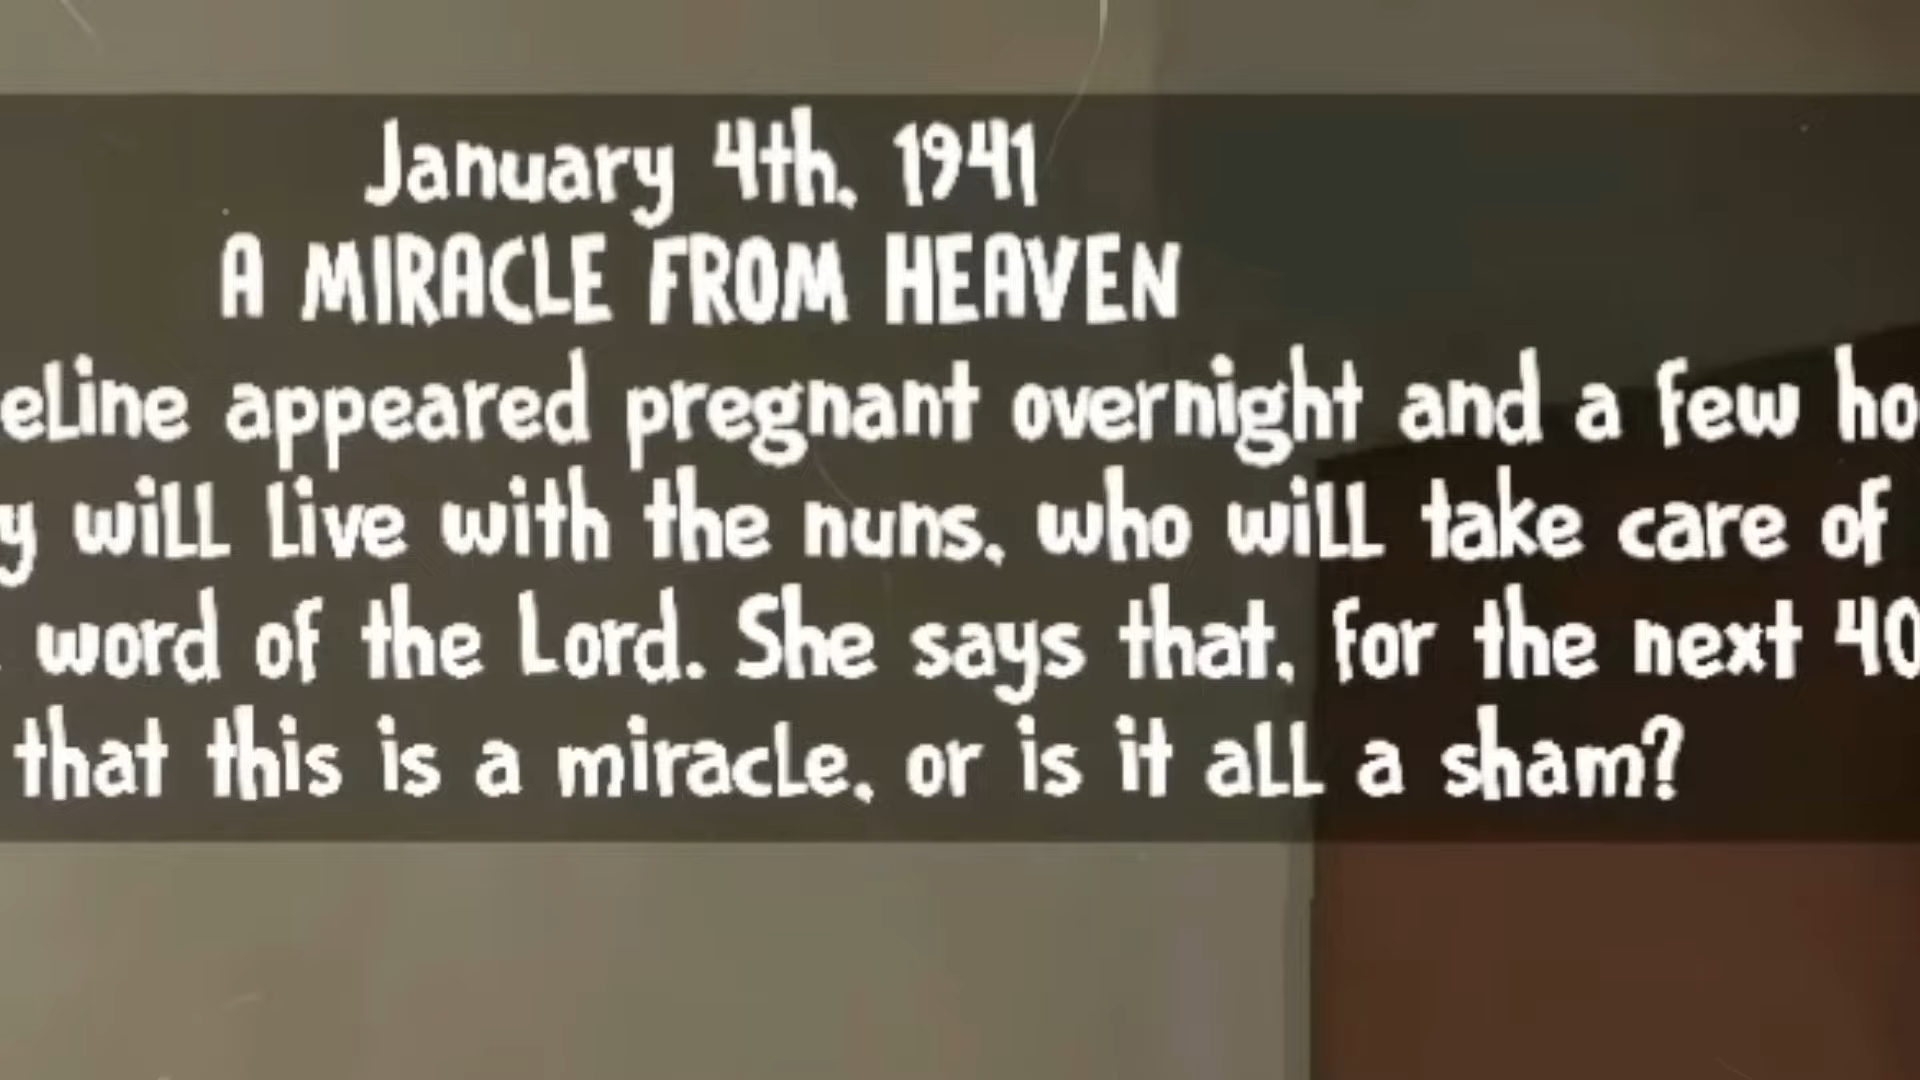 January 4th, 1941
A MIRACLE FROM HEAVEN
appeared pregnant overnight and a few
will live with the nuns, who will take care of
word of the Lord. She says that, for the next 40
that this is a miracle, or is it all a sham?